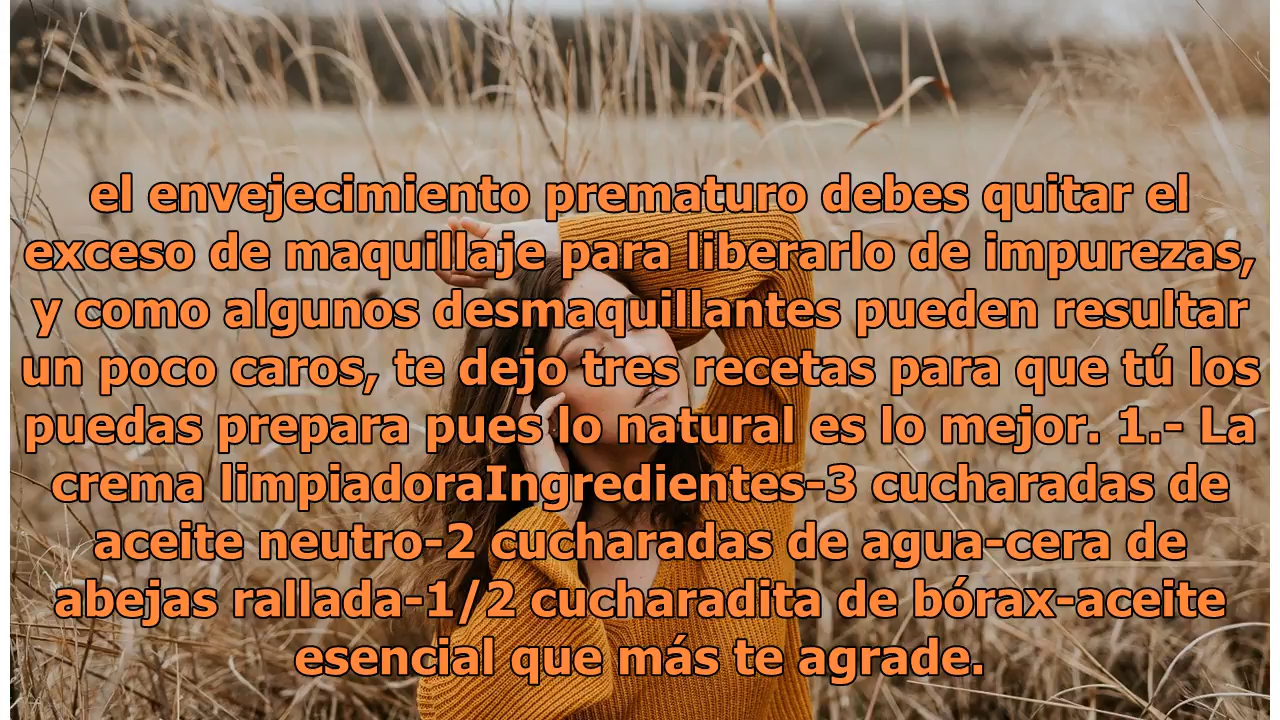 el envejecimiento prematuro debes quitar el
exceso de maquillaje para liberarlo de impurezas,
y como algunos desmaquillantes pueden resultar
un poco caros, te dejo tres recetas para que tú los
puedas prepara pues lo natural es lo mejor. 1.- La
crema limpiadoraIngredientes-3 cucharadas de
aceite neutro-2 cucharadas de agua-cera de
abejas rallada-1/2 cucharadita de bórax-aceite
esencial que más te agrade.